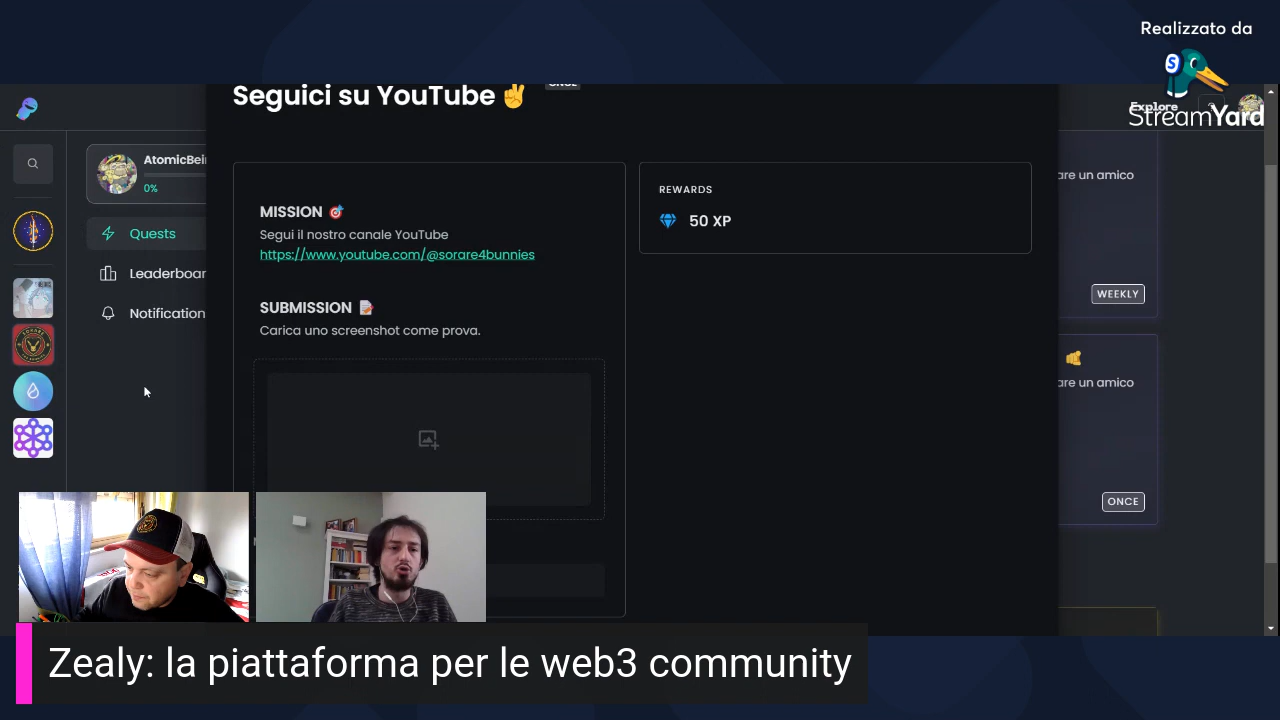 Realizzato da
StreamYard
Explore
Seguici su YouTube ✌
ONCE
AtomicBei
0%
Quests
Leaderboar
Notification
MISSION 🎯
Segui il nostro canale YouTube
https://www.youtube.com/@sorare4bunnies
SUBMISSION 📝
Carica uno screenshot come prova.
REWARDS
50 XP
are un amico
WEEKLY
are un amico
ONCE
Zealy: la piattaforma per le web3 community